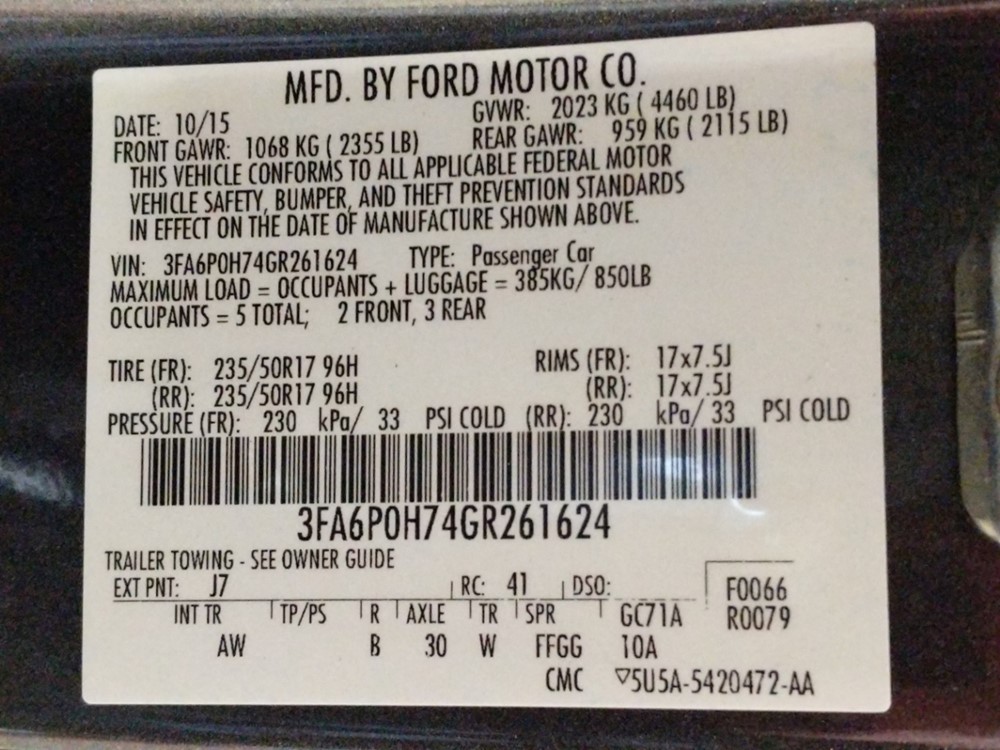 MFD. BY FORD MOTOR CO.
DATE: 10/15 GVWR: 2023 KG ( 4460 LB)
FRONT GAWR: 1068 KG ( 2355 LB) REAR GAWR: 959 KG ( 2115 LB)
THIS VEHICLE CONFORMS TO ALL APPLICABLE FEDERAL MOTOR
VEHICLE SAFETY, BUMPER, AND THEFT PREVENTION STANDARDS
IN EFFECT ON THE DATE OF MANUFACTURE SHOWN ABOVE.
VIN: 3FA6P0H74GR261624 TYPE: Passenger Car
MAXIMUM LOAD = OCCUPANTS + LUGGAGE = 385KG/ 850LB
OCCUPANTS = 5 TOTAL; 2 FRONT, 3 REAR
TIRE (FR): 235/50R17 96H RIMS (FR): 17x7.5J
(RR): 235/50R17 96H (RR): 17x7.5J
PRESSURE (FR): 230 kPa/ 33 PSI COLD (RR): 230 kPa/ 33 PSI COLD
3FA6P0H74GR261624
TRAILER TOWING - SEE OWNER GUIDE
EXT PNT: J7 RC: 41 DSO: F0066
INT TR TP/PS R AXLE TR SPR GC71A R0079
AW B 30 W FFGG 10A
CMC ▽5U5A-5420472-AA